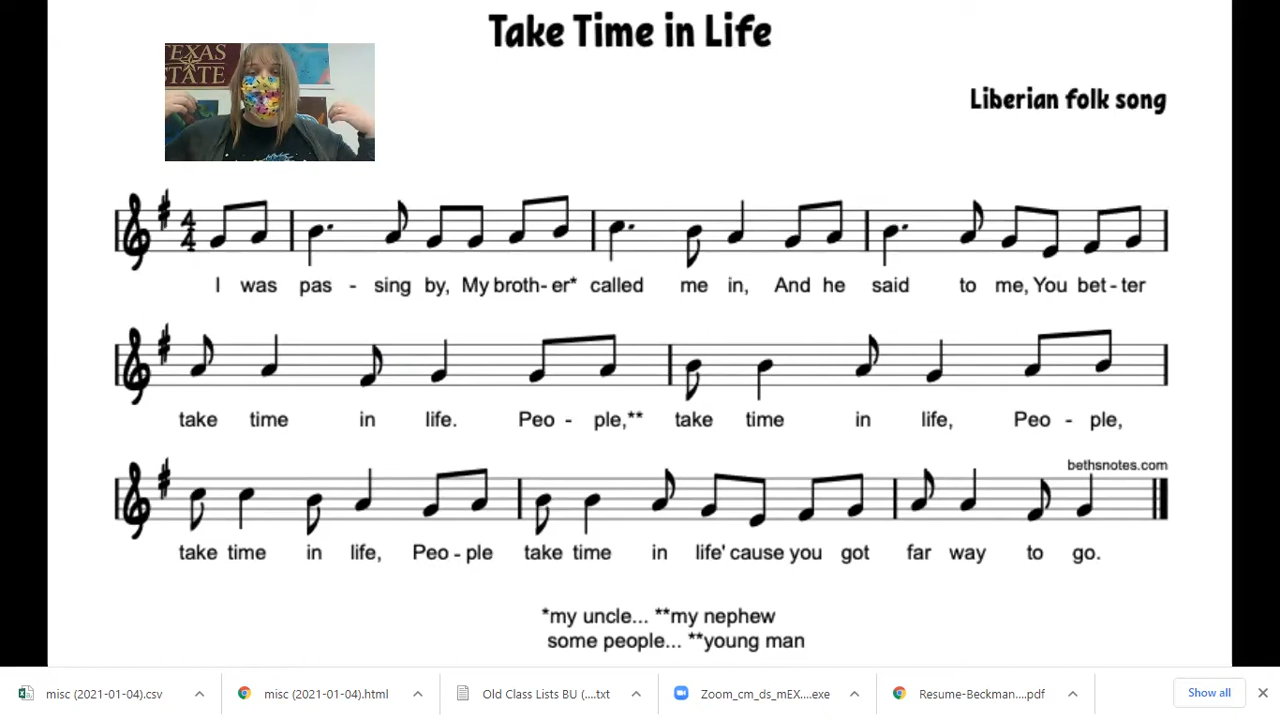 Take Time in Life
TEXAS
STATE
Liberian folk song
4
4
I was pas - sing by, My broth- er* called me in, And he said to me, You bet - ter
take time in life. Peo - ple,** take time in life, Peo - ple,
bethsnotes.com
take time in life, Peo - ple take time in life' cause you got far way to go.
*my uncle... **my nephew
some people... **young man
misc (2021-01-04).csv
misc (2021-01-04).html
Old Class Lists BU (....txt
Zoom_cm_ds_mEX....exe
Resume-Beckman....pdf
Show all